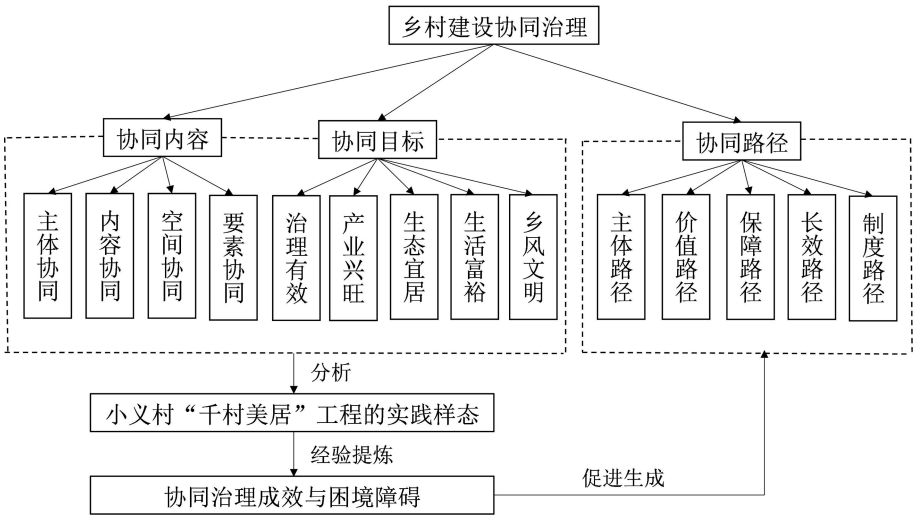 乡村建设协同治理
协同内容
协同目标
协同路径
主体协同
内容协同
空间协同
要素协同
治理有效
产业兴旺
生态宜居
生活富裕
乡风文明
主体路径
价值路径
保障路径
长效路径
制度路径
分析
小义村“千村美居”工程的实践样态
经验提炼
协同治理成效与困境障碍
促进生成